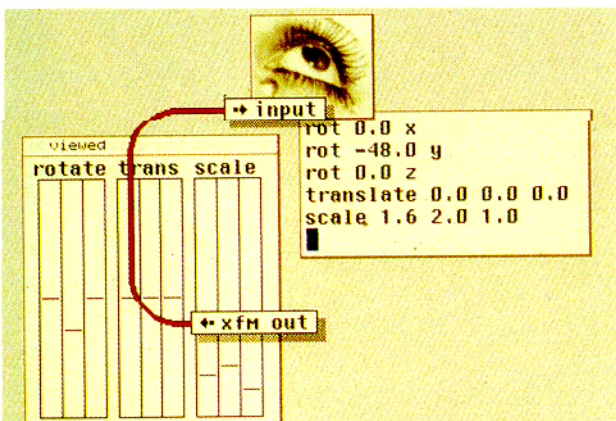 input
rot 0.0 x
rot -48.0 y
rot 0.0 z
translate 0.0 0.0 0.0
scale 1.6 2.0 1.0
viewed
rotate trans scale
xfM out